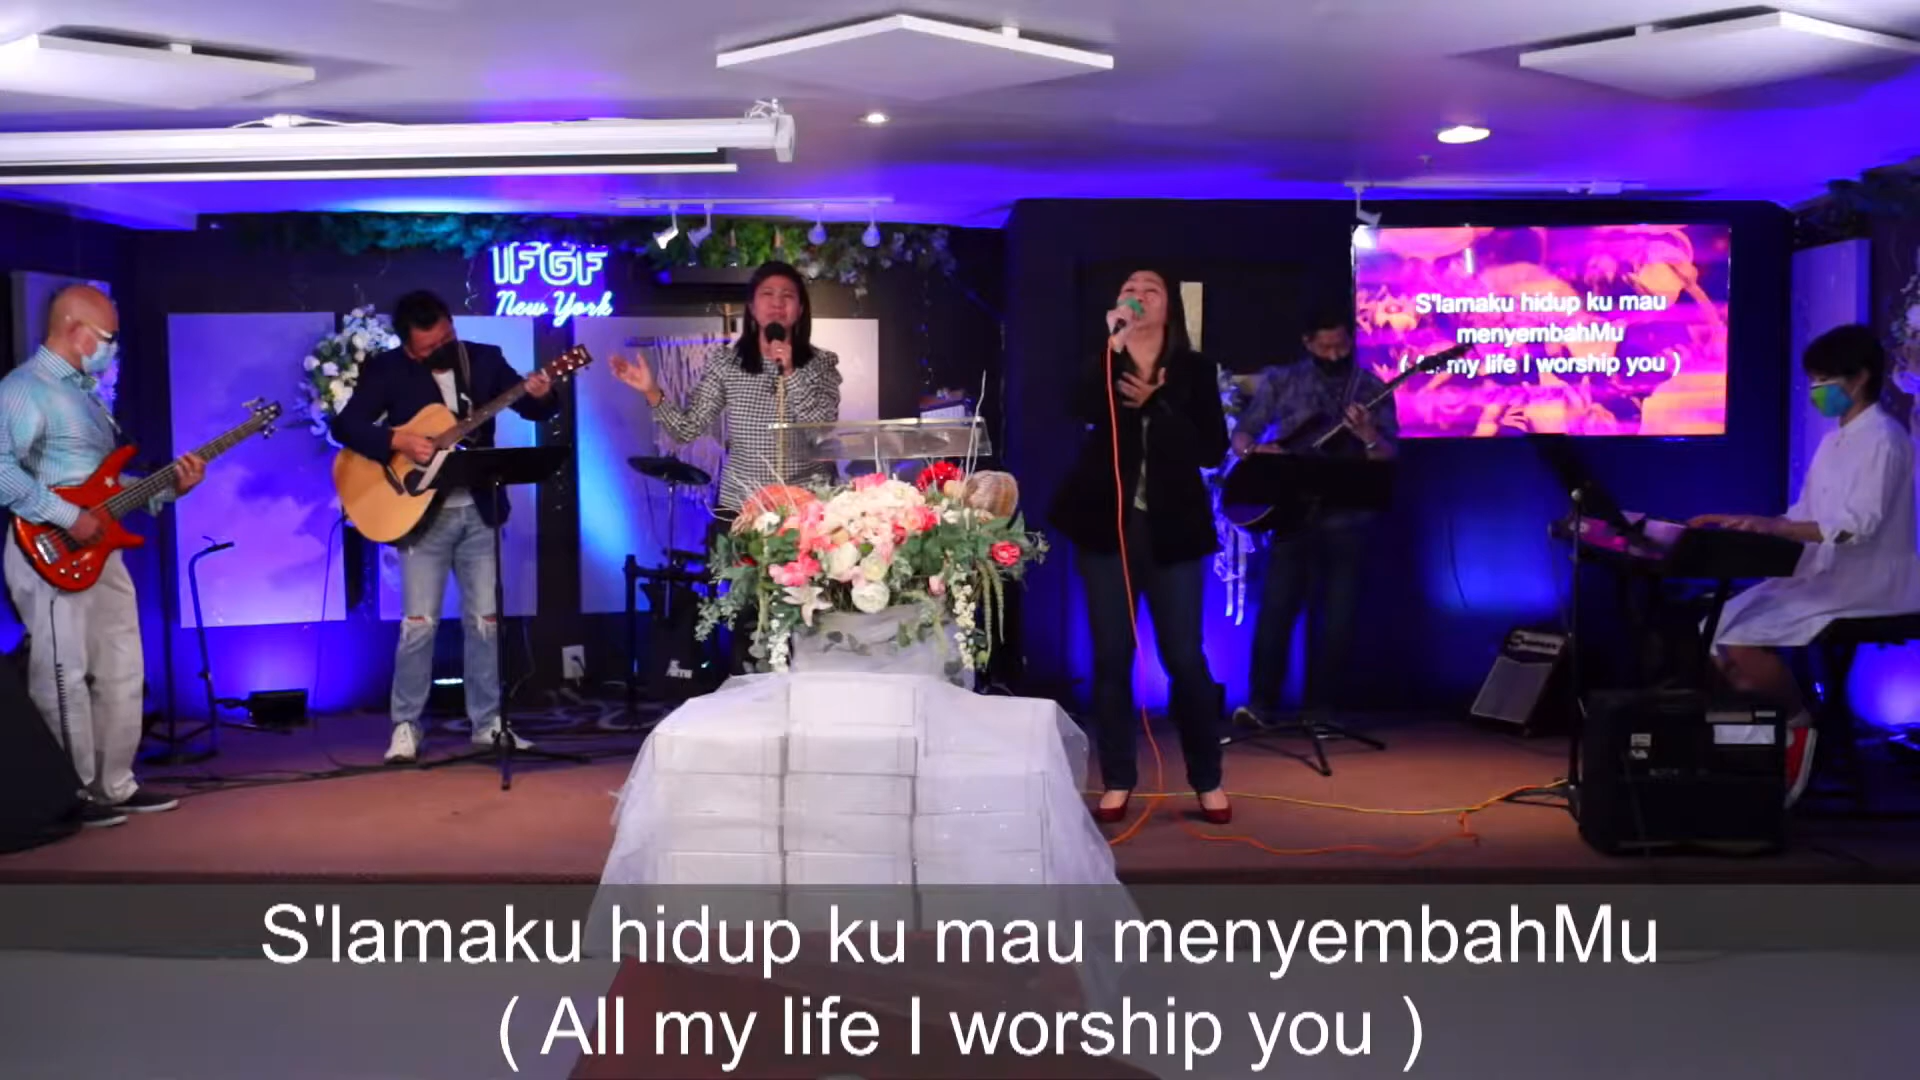 IFGF
New York
S'lamaku hidup ku mau
menyembahMu
( All my life I worship you )
S'lamaku hidup ku mau menyembahMu
( All my life I worship you )